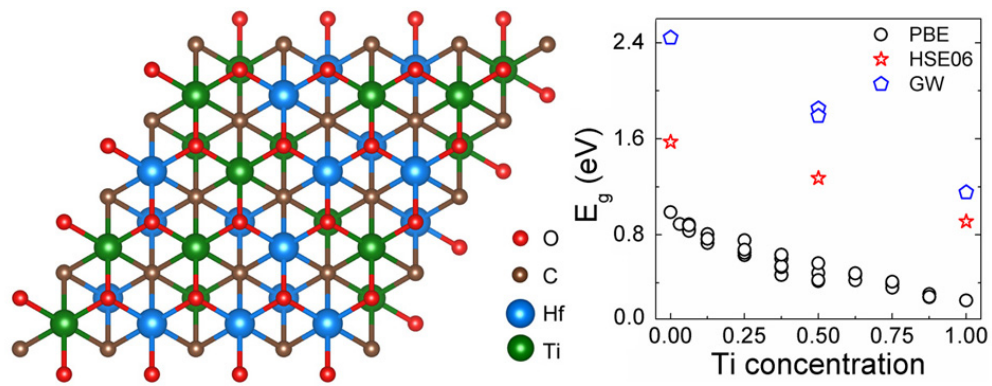 O
C
Hf
Ti
PBE
HSE06
GW
E_g (eV)
2.4
1.6
0.8
0.0
0.00 0.25 0.50 0.75 1.00
Ti concentration